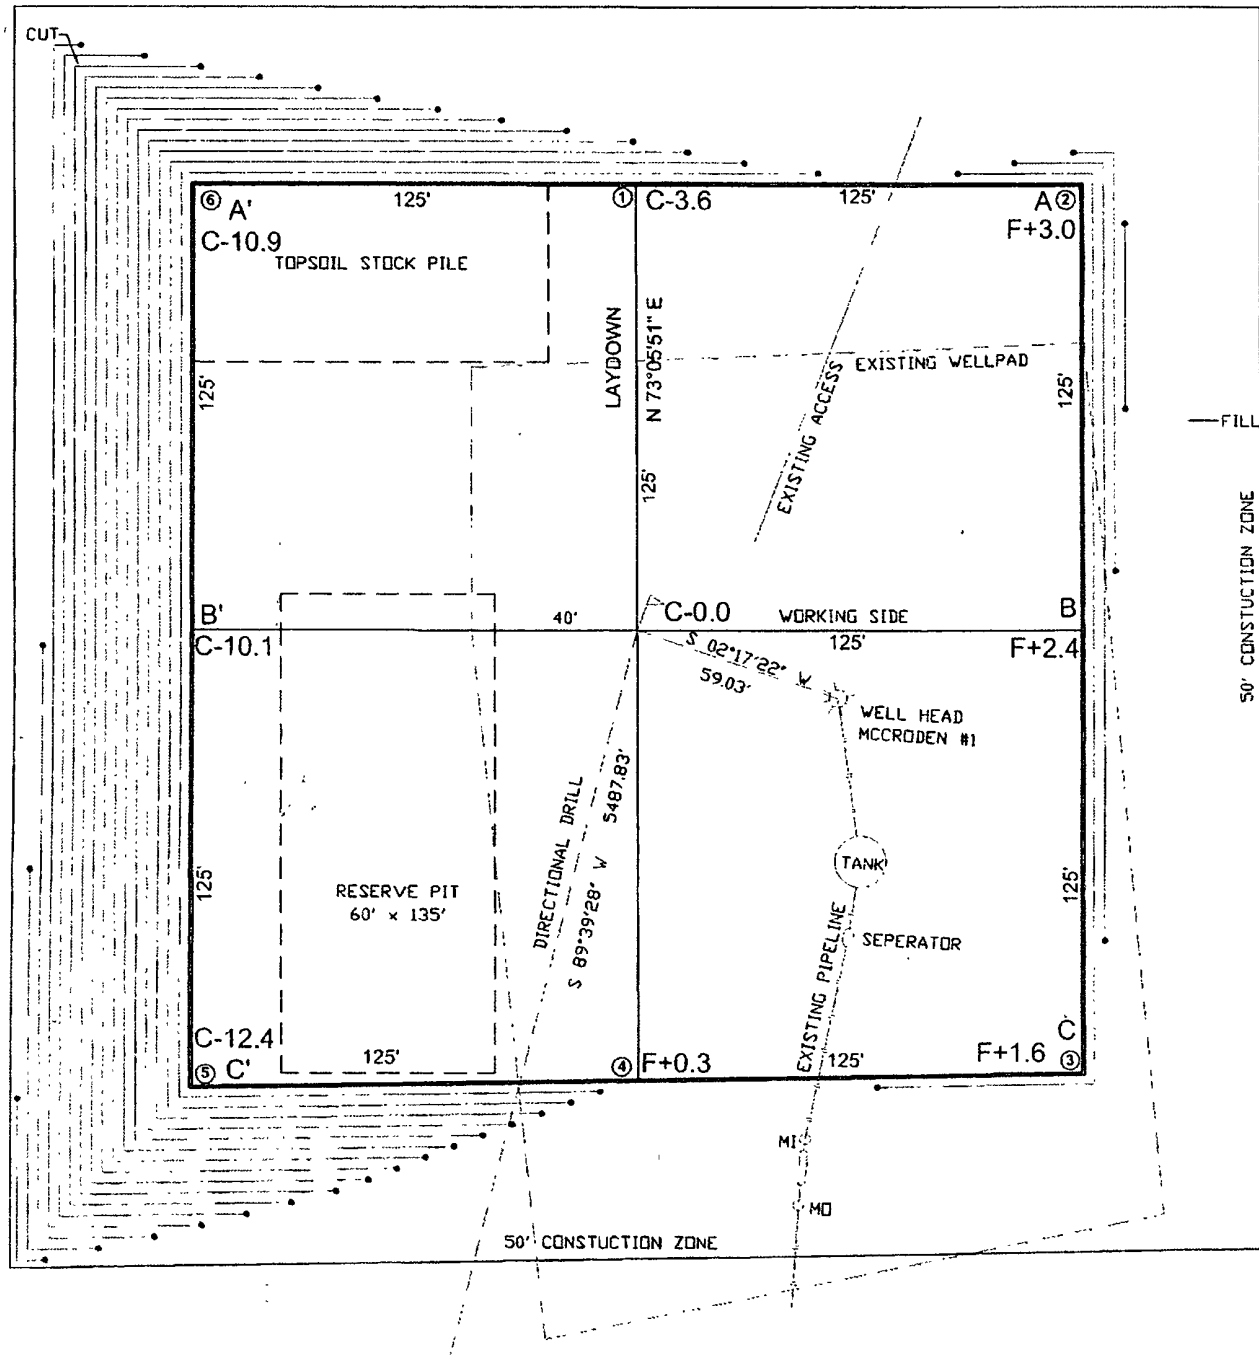 CUT
⑥ A'
125'
① C-3.6
125'
A ②
C-10.9
F+3.0
TOPSOIL STOCK PILE
LAYDOWN
N 73°05'51" E
EXISTING WELLPAD
EXISTING ACCESS
125'
125'
FILL
125'
50' CONSTUCTION ZONE
B'
40'
C-0.0
WORKING SIDE
B
C-10.1
125'
F+2.4
S 02°17'22" W
59.03'
WELL HEAD
MCCRODEN #1
DIRECTIONAL DRILL
5487.83'
S 89°39'28" W
TANK
125'
125'
RESERVE PIT
60' x 135'
EXISTING PIPELINE
SEPERATOR
C-12.4
125'
F+0.3
125'
F+1.6
C
⑤ C'
④
③
MI
MO
50' CONSTUCTION ZONE